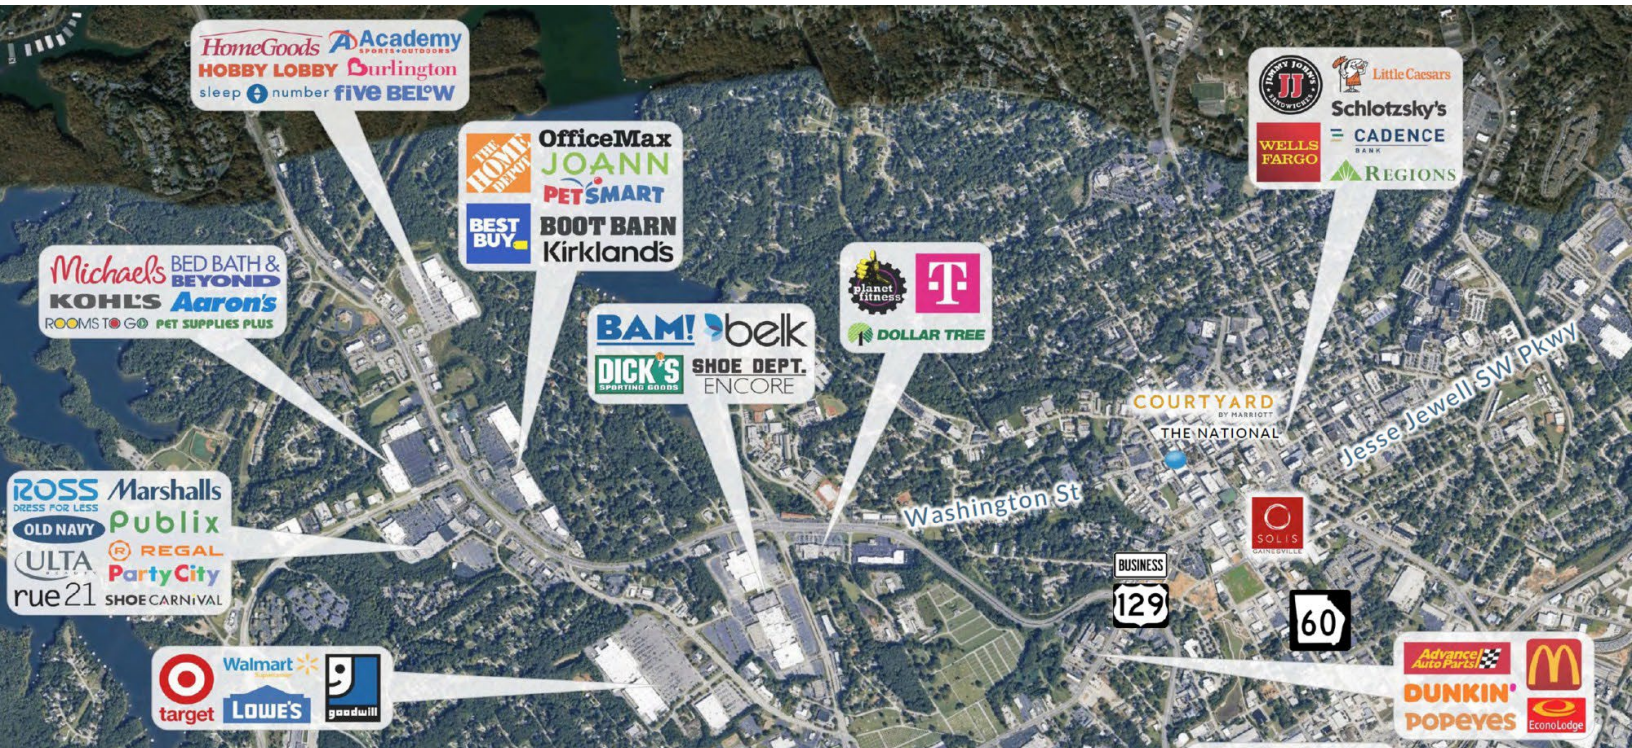 HomeGoods Academy
SPORTS+OUTDOORS
HOBBY LOBBY Burlington
sleep number five BELOW
THE HOME DEPOT
OfficeMax
JOANN
PETSMART
BEST BUY
BOOT BARN
Kirkland's
JIMMY JOHN'S
JJ
SANDWICHES
Little Caesars
Schlotzsky's
WELLS
FARGO
CADENCE
BANK
REGIONS
Michaels BED BATH &
BEYOND
KOHL'S Aaron's
ROOMS TO GO PET SUPPLIES PLUS
BAM! belk
DICK'S
SPORTING GOODS
SHOE DEPT.
ENCORE
planet
fitness
T
DOLLAR TREE
COURTYARD
BY MARRIOTT
THE NATIONAL
Jesse Jewell SW Pkwy
Washington St
ROSS
DRESS FOR LESS
Marshalls
OLD NAVY Publix
ULTA
BEAUTY
R REGAL
PartyCity
rue21 SHOE CARNIVAL
SOLIS
GAINESVILLE
BUSINESS
129
60
target
Walmart
Supercenter
LOWE'S
goodwill
Advance
Auto Parts
M
DUNKIN'
POPEYES
EconoLodge